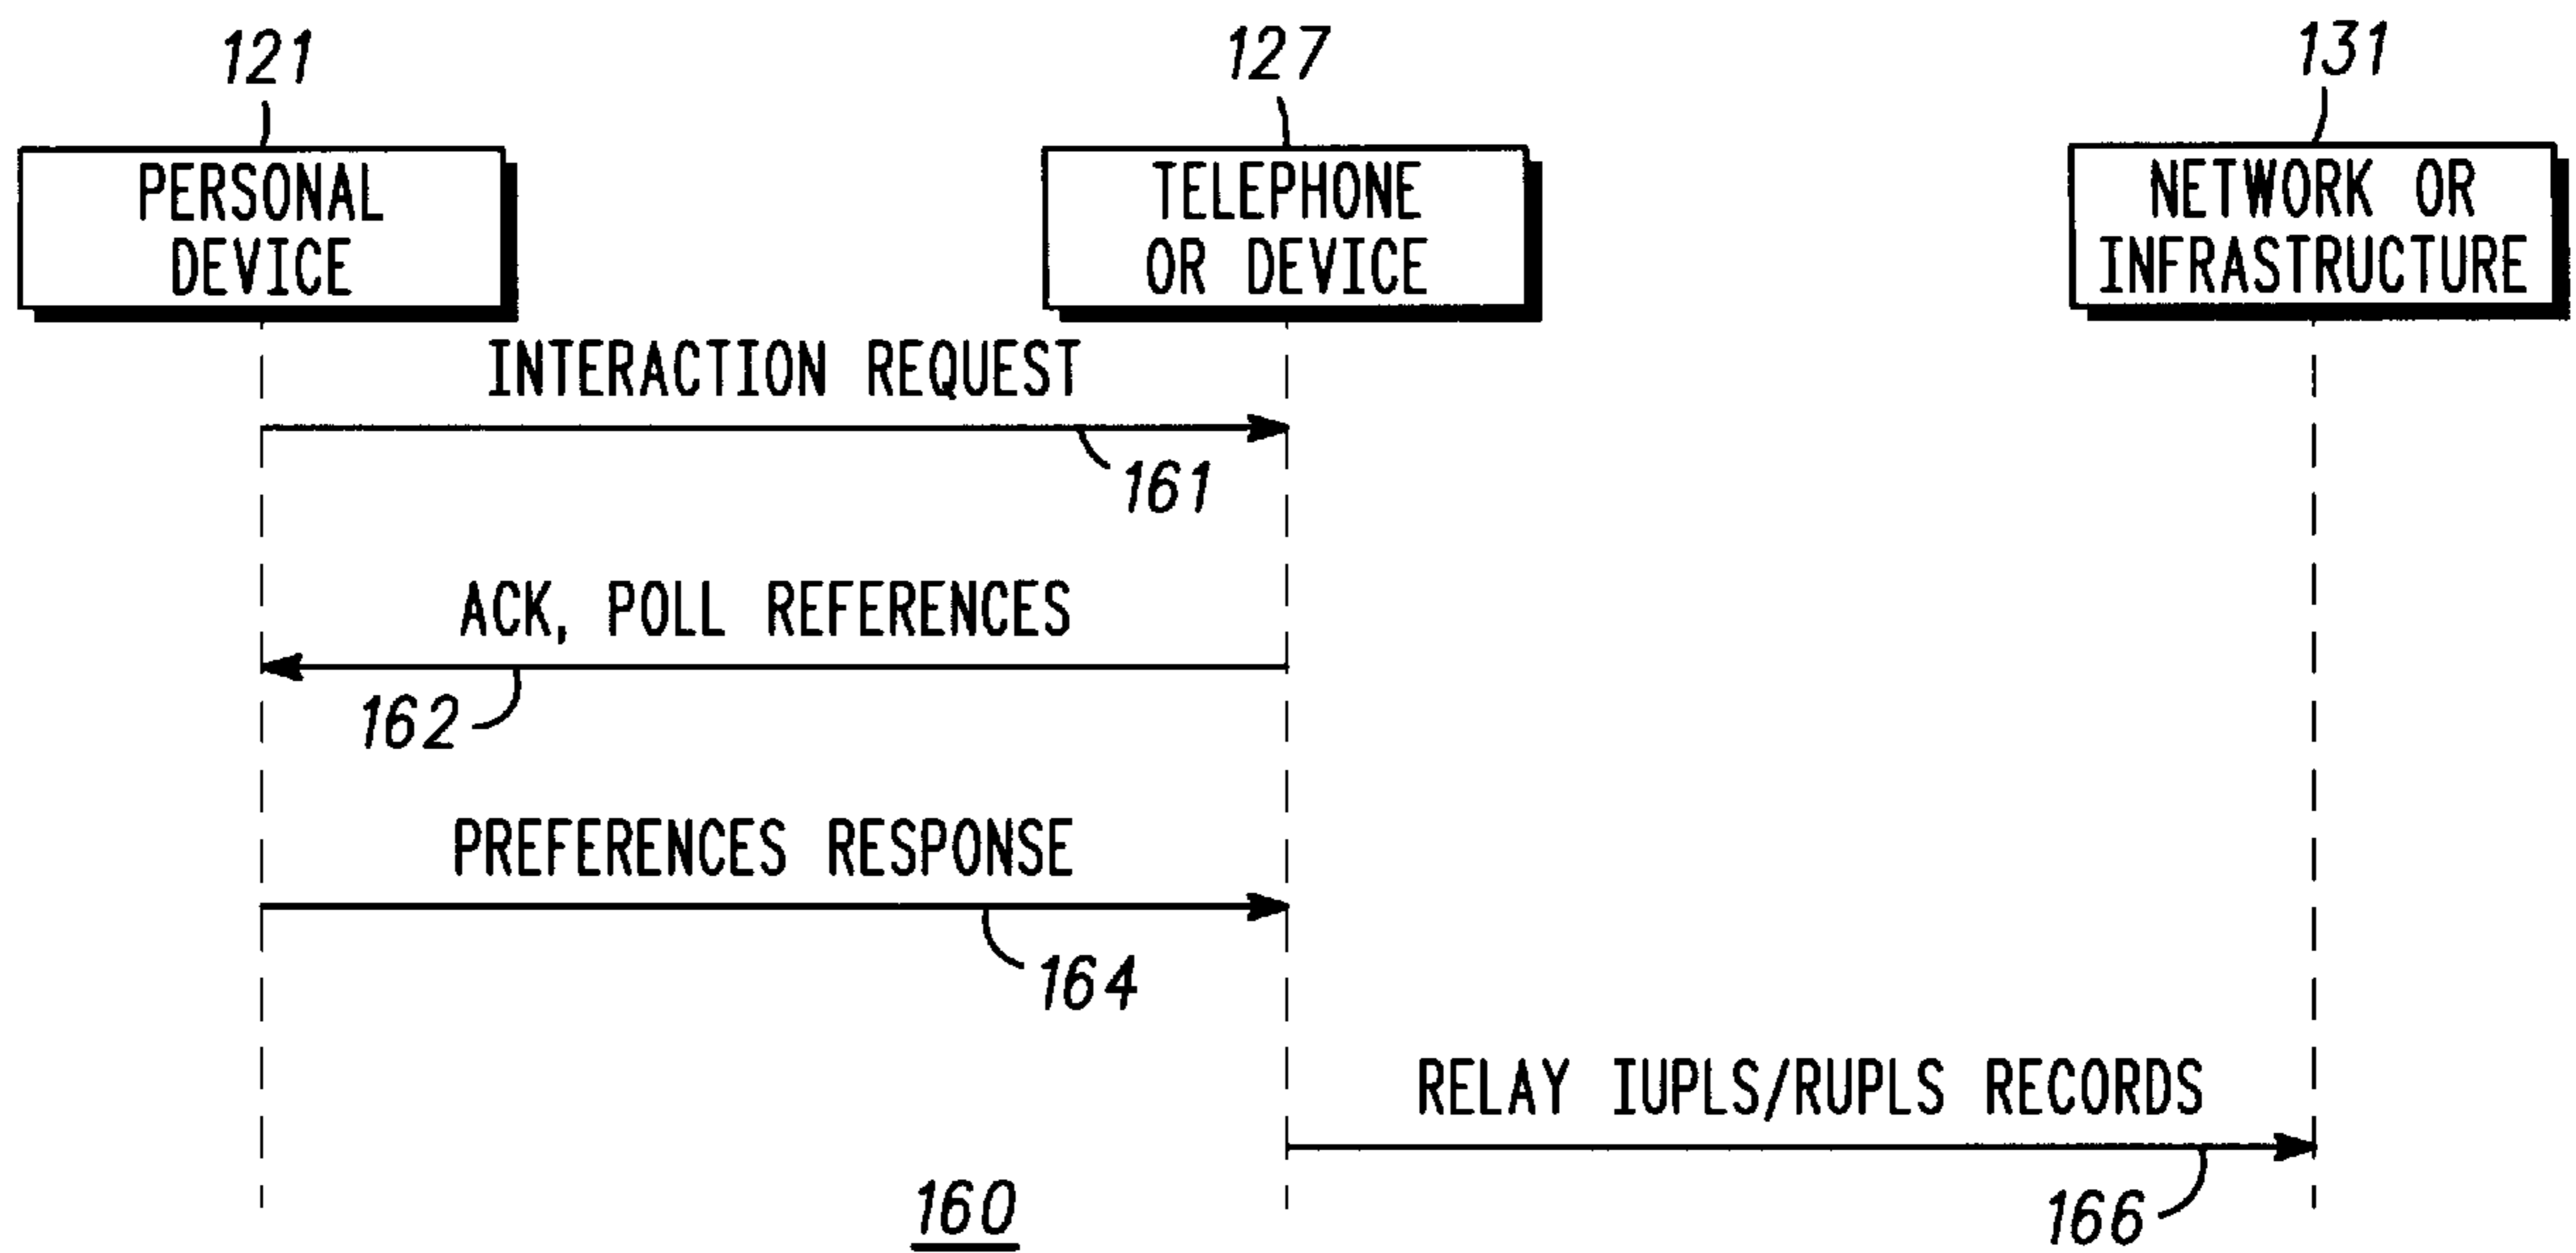 121
127
131
PERSONAL
DEVICE
TELEPHONE
OR DEVICE
NETWORK OR
INFRASTRUCTURE
INTERACTION REQUEST
161
ACK, POLL REFERENCES
162
PREFERENCES RESPONSE
164
RELAY IUPLS/RUPLS RECORDS
166
160